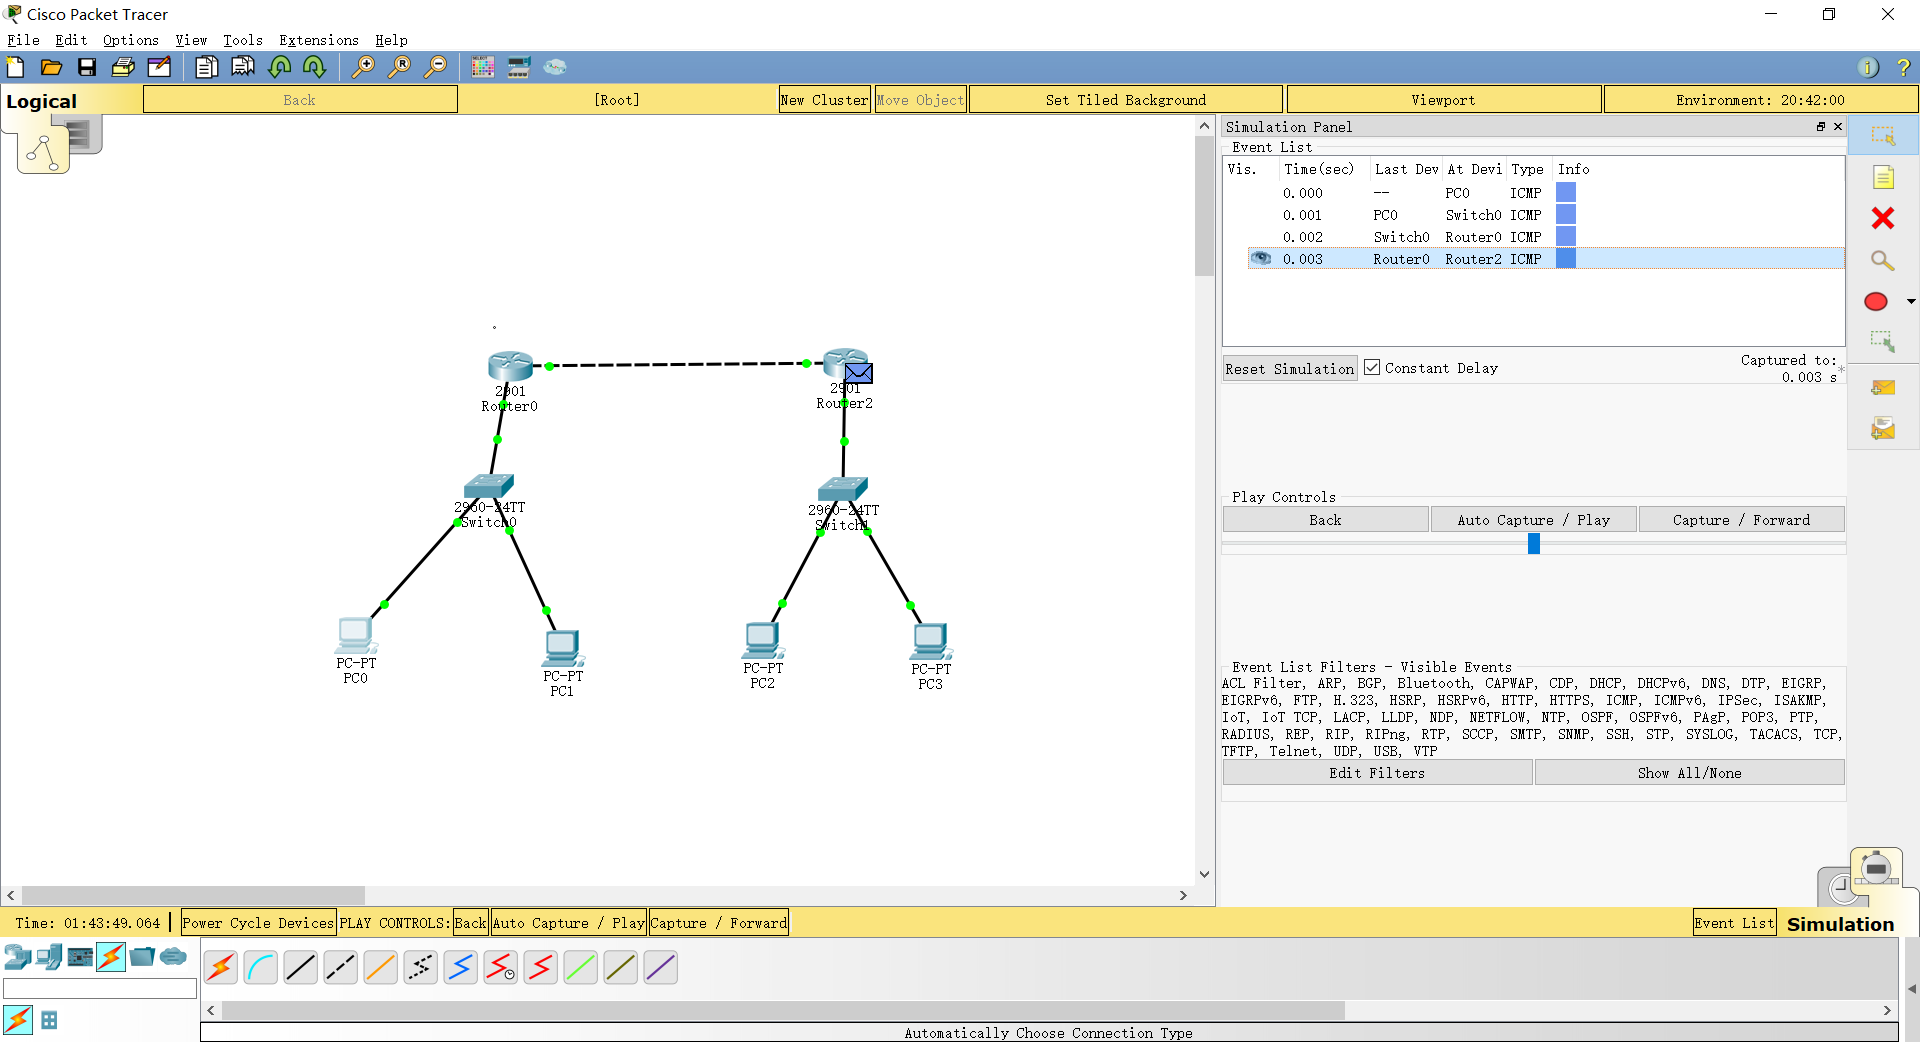 Cisco Packet Tracer
File Edit Options View Tools Extensions Help
Logical
Back
[Root]
New Cluster
Move Object
Set Tiled Background
Viewport
Environment: 20:42:00
2901
Router0
2901
Router2
2960-24TT
Switch0
2960-24TT
Switch1
PC-PT
PC0
PC-PT
PC1
PC-PT
PC2
PC-PT
PC3
Simulation Panel
Event List
Vis. Time(sec) Last Dev At Devi Type Info
0.000 -- PC0 ICMP
0.001 PC0 Switch0 ICMP
0.002 Switch0 Router0 ICMP
0.003 Router0 Router2 ICMP
Reset Simulation
Constant Delay
Captured to:
0.003 s
Play Controls
Back
Auto Capture / Play
Capture / Forward
Event List Filters - Visible Events
ACL Filter, ARP, BGP, Bluetooth, CAPWAP, CDP, DHCP, DHCPv6, DNS, DTP, EIGRP,
EIGRPv6, FTP, H.323, HSRP, HSRPv6, HTTP, HTTPS, ICMP, ICMPv6, IPSec, ISAKMP,
IoT, IoT TCP, LACP, LLDP, NDP, NETFLOW, NTP, OSPF, OSPFv6, PAgP, POP3, PTP,
RADIUS, REP, RIP, RIPng, RTP, SCCP, SMTP, SNMP, SSH, STP, SYSLOG, TACACS, TCP,
TFTP, Telnet, UDP, USB, VTP
Edit Filters
Show All/None
Time: 01:43:49.064
Power Cycle Devices
PLAY CONTROLS:
Back
Auto Capture / Play
Capture / Forward
Event List
Simulation
Automatically Choose Connection Type